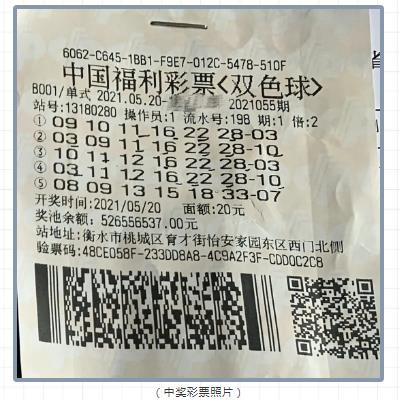 6062-C645-1BB1-F9E7-012C-5478-510F
中国福利彩票<双色球>
B001/单式 2021.05.20- 2021055期
站号:13180280 操作员:1 流水号:198 期:1 倍:2
① 09 10 11 16 22 28-03
② 03 09 11 16 22 28-10
③ 10 11 12 16 22 28-03
④ 03 11 12 16 22 28-10
⑤ 08 09 13 15 18 33-07
开奖时间:2021/05/20 面额:20元
奖池余额: 526556537.00元
站址:衡水市桃城区育才街怡安家园东区西门北侧
验票码:48CE058F-233DD8A8-4C9A2F3F-CDDQC2C8
(中奖彩票照片)